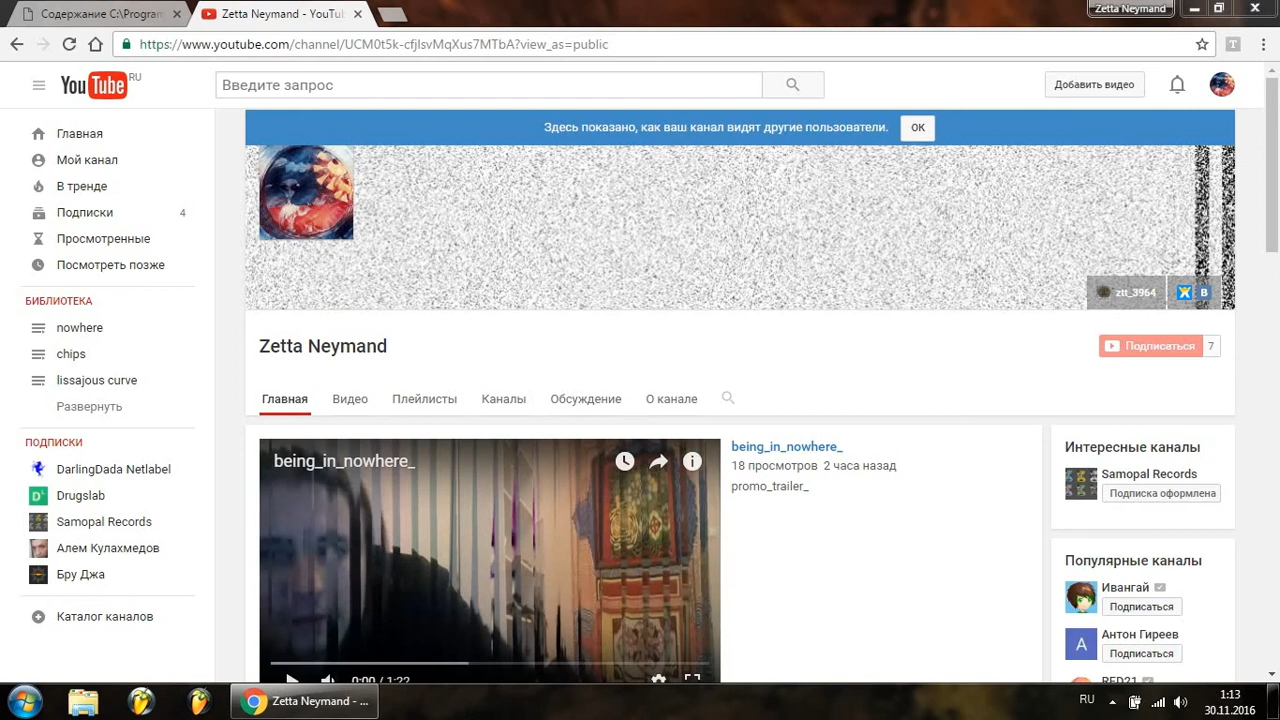 Содержание C:\Program
Zetta Neymand - YouTu
Zetta Neymand
https://www.youtube.com/channel/UCM0t5k-cfjlsvMqXus7MTbA?view_as=public
YouTube RU
Введите запрос
Добавить видео
Главная
Мой канал
В тренде
Подписки 4
Просмотренные
Посмотреть позже
БИБЛИОТЕКА
nowhere
chips
lissajous curve
Развернуть
ПОДПИСКИ
DarlingDada Netlabel
Drugslab
Samopal Records
Алем Кулахмедов
Бру Джа
Каталог каналов
Здесь показано, как ваш канал видят другие пользователи.
ОК
ztt_3964
B
Zetta Neymand
Подписаться 7
Главная Видео Плейлисты Каналы Обсуждение О канале
being_in_nowhere_
0:00 / 1:22
being_in_nowhere_
18 просмотров 2 часа назад
promo_trailer_
Интересные каналы
Samopal Records
Подписка оформлена
Популярные каналы
Ивангай
Подписаться
A
Антон Гиреев
Подписаться
RED21
Zetta Neymand - ...
RU
1:13
30.11.2016